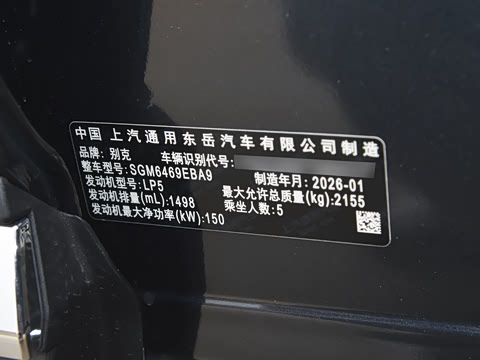 中国 上汽通用东岳汽车有限公司制造
品牌:别克 车辆识别代号:
整车型号:SGM6469EBA9 制造年月:2026-01
发动机型号:LP5 最大允许总质量(kg):2155
发动机排量(mL):1498 乘坐人数:5
发动机最大净功率(kW):150